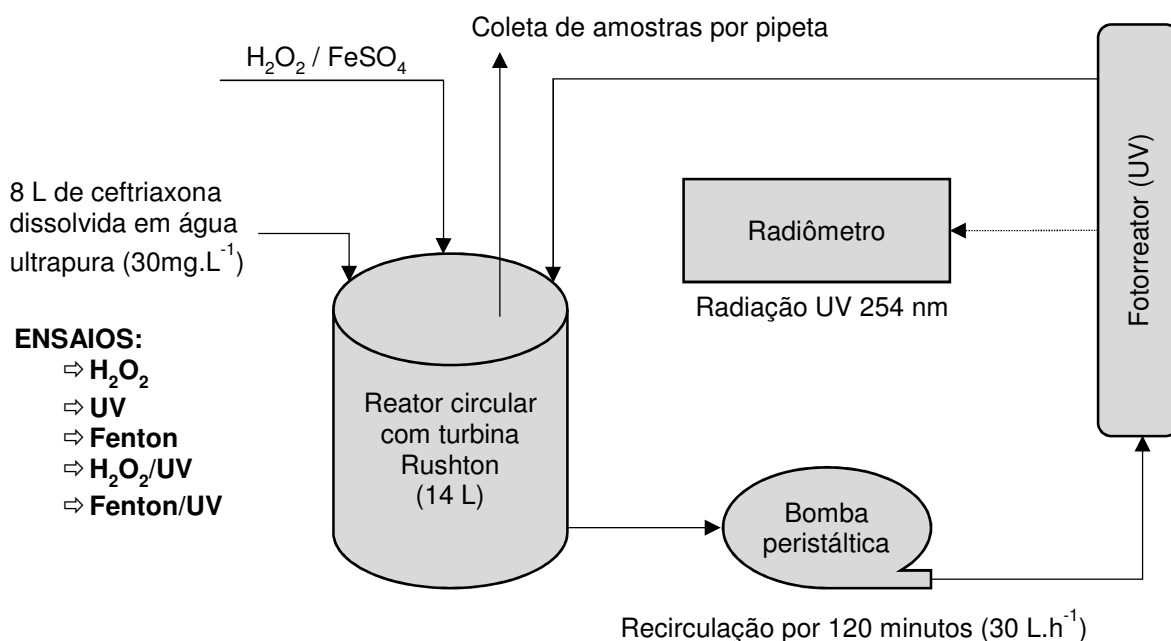 Coleta de amostras por pipeta
H₂O₂ / FeSO₄
8 L de ceftriaxona
dissolvida em água
ultrapura (30mg.L⁻¹)
Radiômetro
Radiação UV 254 nm
Fotorreator (UV)
ENSAIOS:
⇨ H₂O₂
⇨ UV
⇨ Fenton
⇨ H₂O₂/UV
⇨ Fenton/UV
Reator circular
com turbina
Rushton
(14 L)
Bomba
peristáltica
Recirculação por 120 minutos (30 L.h⁻¹)